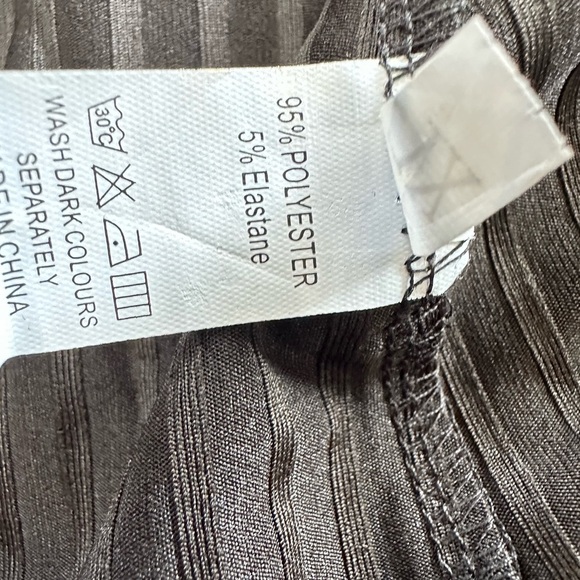 95% POLYESTER
5% Elastane
30°C
WASH DARK COLOURS
SEPARATELY
IN CHINA